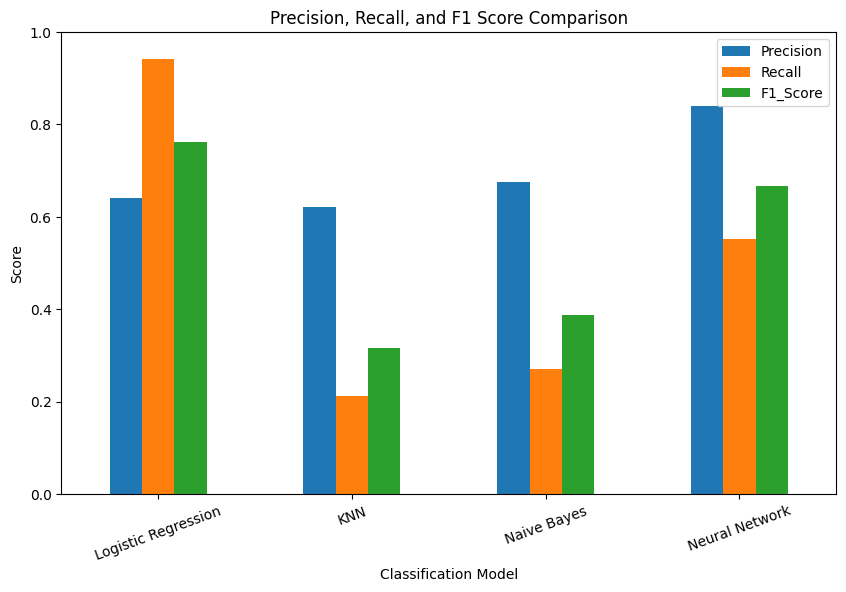 Precision, Recall, and F1 Score Comparison
1.0
0.8
0.6
0.4
0.2
0.0
Score
Precision
Recall
F1_Score
Logistic Regression
KNN
Naive Bayes
Neural Network
Classification Model